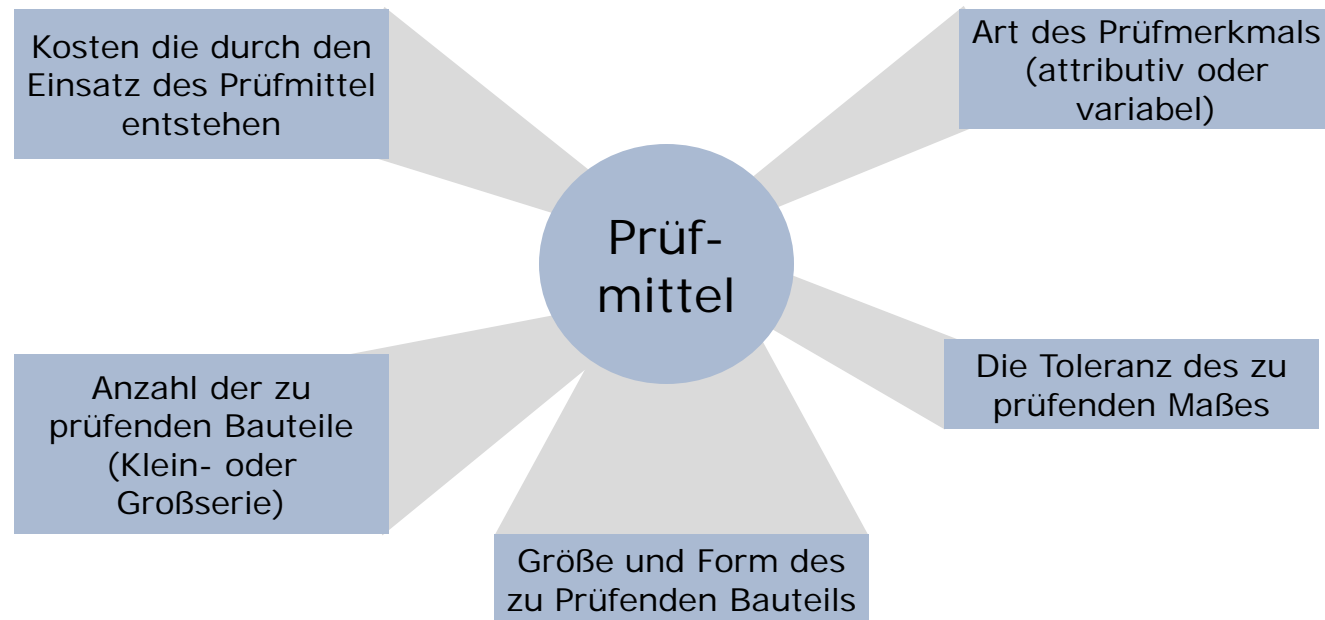 Kosten die durch den
Einsatz des Prüfmittel
entstehen
Art des Prüfmerkmals
(attributiv oder
variabel)
Prüf-
mittel
Anzahl der zu
prüfenden Bauteile
(Klein- oder
Großserie)
Die Toleranz des zu
prüfenden Maßes
Größe und Form des
zu Prüfenden Bauteils